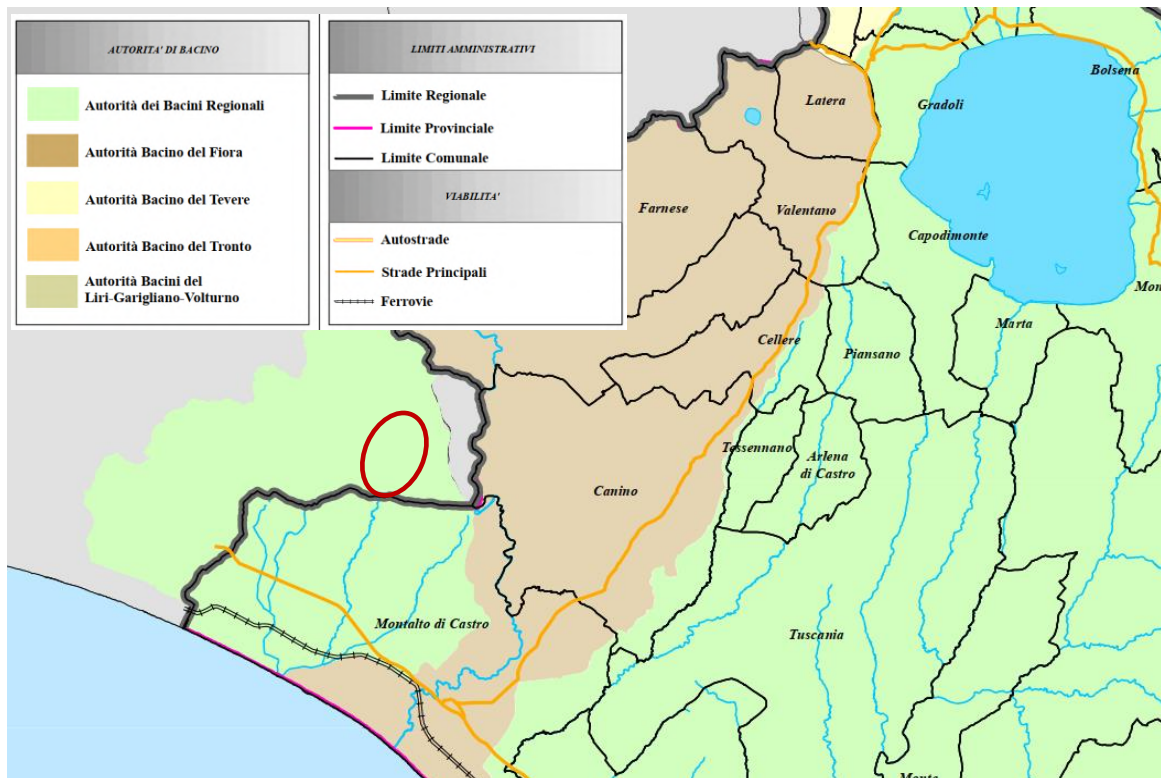 AUTORITA' DI BACINO
Autorità dei Bacini Regionali
Autorità Bacino del Fiora
Autorità Bacino del Tevere
Autorità Bacino del Tronto
Autorità Bacini del
Liri-Garigliano-Volturno
LIMITI AMMINISTRATIVI
Limite Regionale
Limite Provinciale
Limite Comunale
VIABILITA'
Autostrade
Strade Principali
Ferrovie
Bolsena
Latera
Gradoli
Farnese
Valentano
Capodimonte
Mon
Marta
Cellere
Piansano
Tessennano
Arlena
di Castro
Canino
Montalto di Castro
Tuscania
Monte